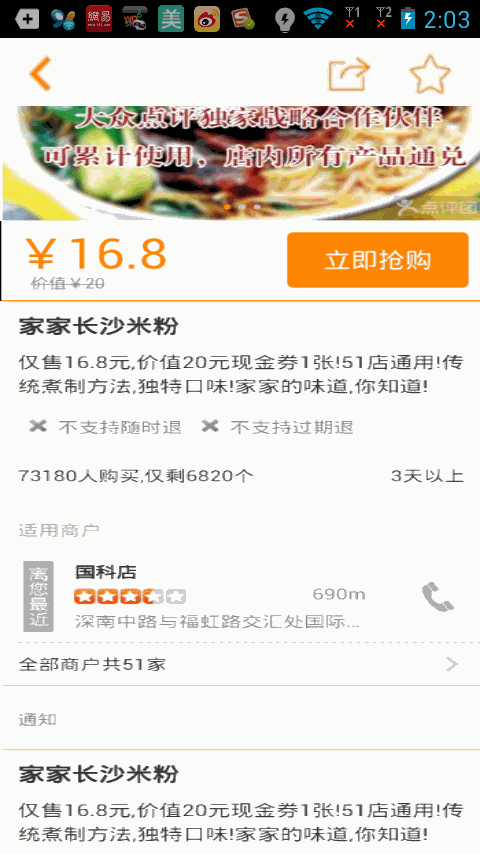 2:03
大众点评独家战略合作伙伴
可累计使用，店内所有产品通兑
点评团
￥16.8
价值￥20
立即抢购
家家长沙米粉
仅售16.8元,价值20元现金券1张!51店通用!传
统煮制方法,独特口味!家家的味道,你知道!
不支持随时退 不支持过期退
73180人购买,仅剩6820个 3天以上
适用商户
离您最近
国科店
690m
深南中路与福虹路交汇处国际...
全部商户共51家
通知
家家长沙米粉
仅售16.8元,价值20元现金券1张!51店通用!传
统煮制方法,独特口味!家家的味道,你知道!